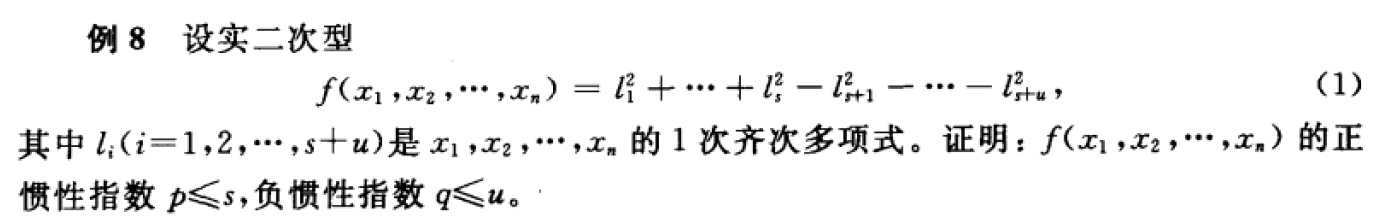 例 8 设实二次型
f(x₁,x₂,⋯,xₙ) = l₁² + ⋯ + lₛ² − lₛ₊₁² − ⋯ − lₛ₊ᵤ², (1)
其中 lᵢ(i=1,2,⋯,s+u)是 x₁,x₂,⋯,xₙ 的 1 次齐次多项式。证明：f(x₁,x₂,⋯,xₙ) 的正
惯性指数 p≤s,负惯性指数 q≤u。